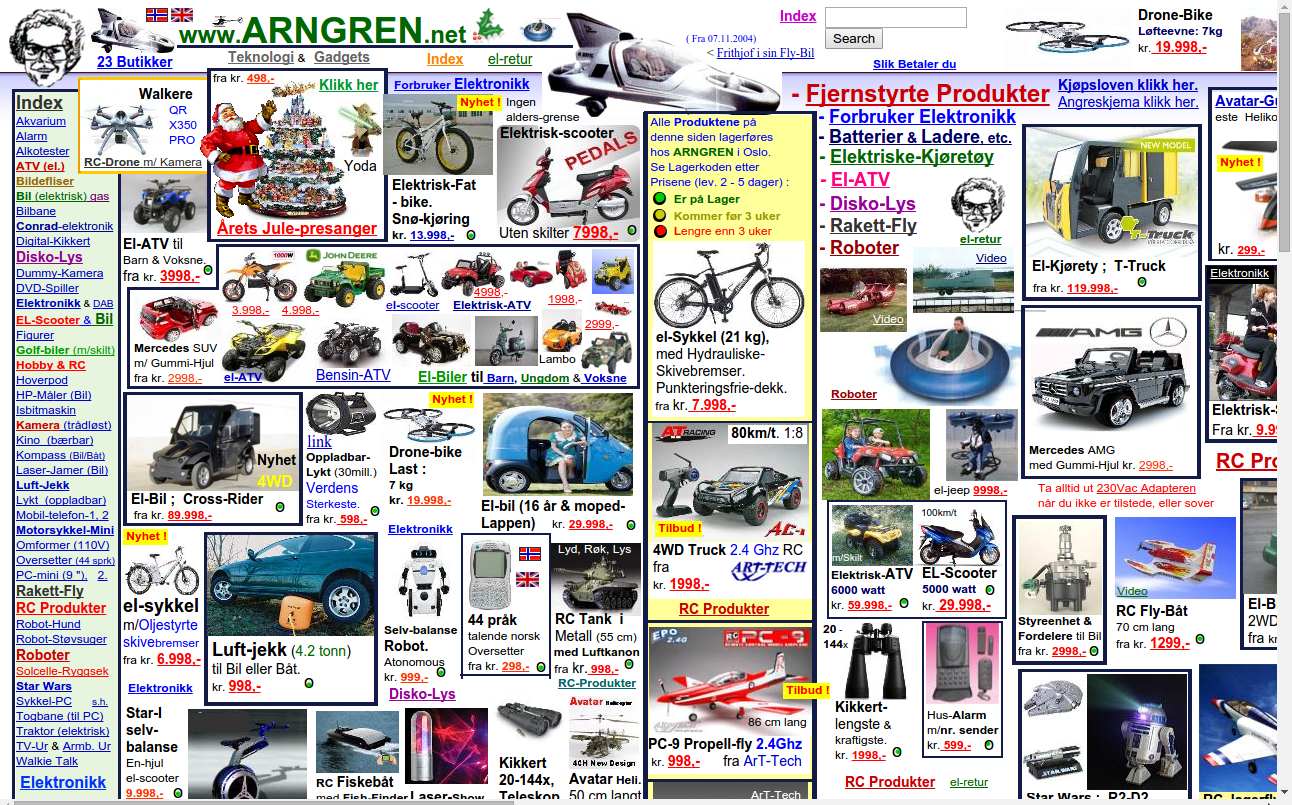 www.ARNGREN.net
23 Butikker
Teknologi & Gadgets
Index
el-retur
( Fra 07.11.2004)
< Frithjof i sin Fly-Bil
Index
Search
Slik Betaler du
Drone-Bike
Løfteevne: 7kg
kr. 19.998,-
Index
Akvarium
Alarm
Alkotester
ATV (el.)
Bildefliser
Bil (elektrisk) gas
Bilbane
Conrad-elektronik
Digital-Kikkert
Disko-Lys
Dummy-Kamera
DVD-Spiller
Elektronikk & DAB
EL-Scooter & Bil
Figurer
Golf-biler (m/skilt)
Hobby & RC
Hoverpod
HP-Måler (Bil)
Isbitmaskin
Kamera (trådløst)
Kino (bærbar)
Kompass (Bil/Båt)
Laser-Jamer (Bil)
Luft-Jekk
Lykt (oppladbar)
Mobil-telefon-1, 2
Motorsykkel-Mini
Omformer (110V)
Oversetter (44 sprk)
PC-mini (9 "). 2.
Rakett-Fly
RC Produkter
Robot-Hund
Robot-Støvsuger
Roboter
Solcelle-Ryggsek
Star Wars
Sykkel-PC s.h.
Togbane (til PC)
Traktor (elektrisk)
TV-Ur & Armb. Ur
Walkie Talk
Elektronikk
Walkere
QR
X350
PRO
RC-Drone m/ Kamera
fra kr. 498,-
Klikk her
Yoda
Årets Jule-presanger
Forbruker Elektronikk
Nyhet !
Ingen
alders-grense
Elektrisk-scooter
PEDALS
Elektrisk-Fat
- bike.
Snø-kjøring
kr. 13.998,-
Uten skilter 7998,-
El-ATV til
Barn & Voksne.
fra kr. 3998,-
1000W
JOHN DEERE
3.998,-
4.998,-
el-scooter
4998,-
Elektrisk-ATV
1998,-
2999,-
Mercedes SUV
m/ Gummi-Hjul
fra kr. 2998,-
el-ATV
Bensin-ATV
Lambo
El-Biler til Barn, Ungdom & Voksne
Nyhet
4WD
El-Bil ; Cross-Rider
fra kr. 89.998,-
link
Oppladbar-
Lykt (30mill.)
Verdens
Sterkeste.
fra kr. 598,-
Nyhet !
Drone-bike
Last :
7 kg
kr. 19.998,-
Elektronikk
El-bil (16 år & moped-
Lappen) kr. 29.998,-
Nyhet !
el-sykkel
m/Oljestyrte
skivebremser
fra kr. 6.998,-
Elektronikk
Luft-jekk (4.2 tonn)
til Bil eller Båt.
kr. 998,-
Selv-balanse
Robot.
Atonomous
fra kr. 999,-
Disko-Lys
44 pråk
talende norsk
Oversetter
fra kr. 298,-
Lyd, Røk, Lys
RC Tank i
Metall (55 cm)
med Luftkanon
fra kr. 998,-
RC-Produkter
Star-I
selv-
balanse
En-hjul
el-scooter
9.998,-
RC Fiskebåt
med Fish-Finder
Laser-Show
Kikkert
20-144x,
Teleskop
Avatar Helicopter
4CH New Design
Avatar Heli.
50 cm langt
Alle Produktene på
denne siden lagerføres
hos ARNGREN i Oslo.
Se Lagerkoden etter
Prisene (lev. 2 - 5 dager) :
Er på Lager
Kommer før 3 uker
Lengre enn 3 uker
el-Sykkel (21 kg),
med Hydrauliske-
Skivebremser.
Punkteringsfrie-dekk.
fra kr. 7.998,-
AT RACING
80km/t. 1:8
Tilbud !
4WD Truck 2.4 Ghz RC
fra
kr. 1998,-
ART-TECH
RC Produkter
EPO
2.4G
RC PC-9
Tilbud !
86 cm lang
PC-9 Propell-fly 2.4Ghz
kr. 998,- fra ArT-Tech
ArT-Tech
- Fjernstyrte Produkter
- Forbruker Elektronikk
- Batterier & Ladere, etc.
- Elektriske-Kjøretøy
- El-ATV
- Disko-Lys
- Rakett-Fly
- Roboter
el-retur
Video
Video
Roboter
el-jeep 9998,-
m/Skilt
Elektrisk-ATV
6000 watt
kr. 59.998,-
100km/t
EL-Scooter
5000 watt
kr. 29.998,-
20 -
144x
Kikkert-
lengste &
kraftigste.
kr. 1998,-
Hus-Alarm
m/nr. sender
kr. 599,-
RC Produkter
el-retur
Kjøpsloven klikk her.
Angreskjema klikk her.
NEW MODEL
T-Truck
El-Kjørety ; T-Truck
fra kr. 119.998,-
AMG
Mercedes AMG
med Gummi-Hjul kr. 2998,-
Ta alltid ut 230Vac Adapteren
når du ikke er tilstede, eller sover
Styreenhet &
Fordelere til Bil
fra kr. 2998,-
Video
RC Fly-Båt
70 cm lang
fra kr. 1299,-
STAR WARS
Star Wars : R2-D2
Avatar-Gu
este Heliko
Nyhet !
kr. 299,-
Elektronikk
Elektrisk-S
Fra kr. 9.99
RC Pro
El-B
2WD
fra kr
RC Jagerfly